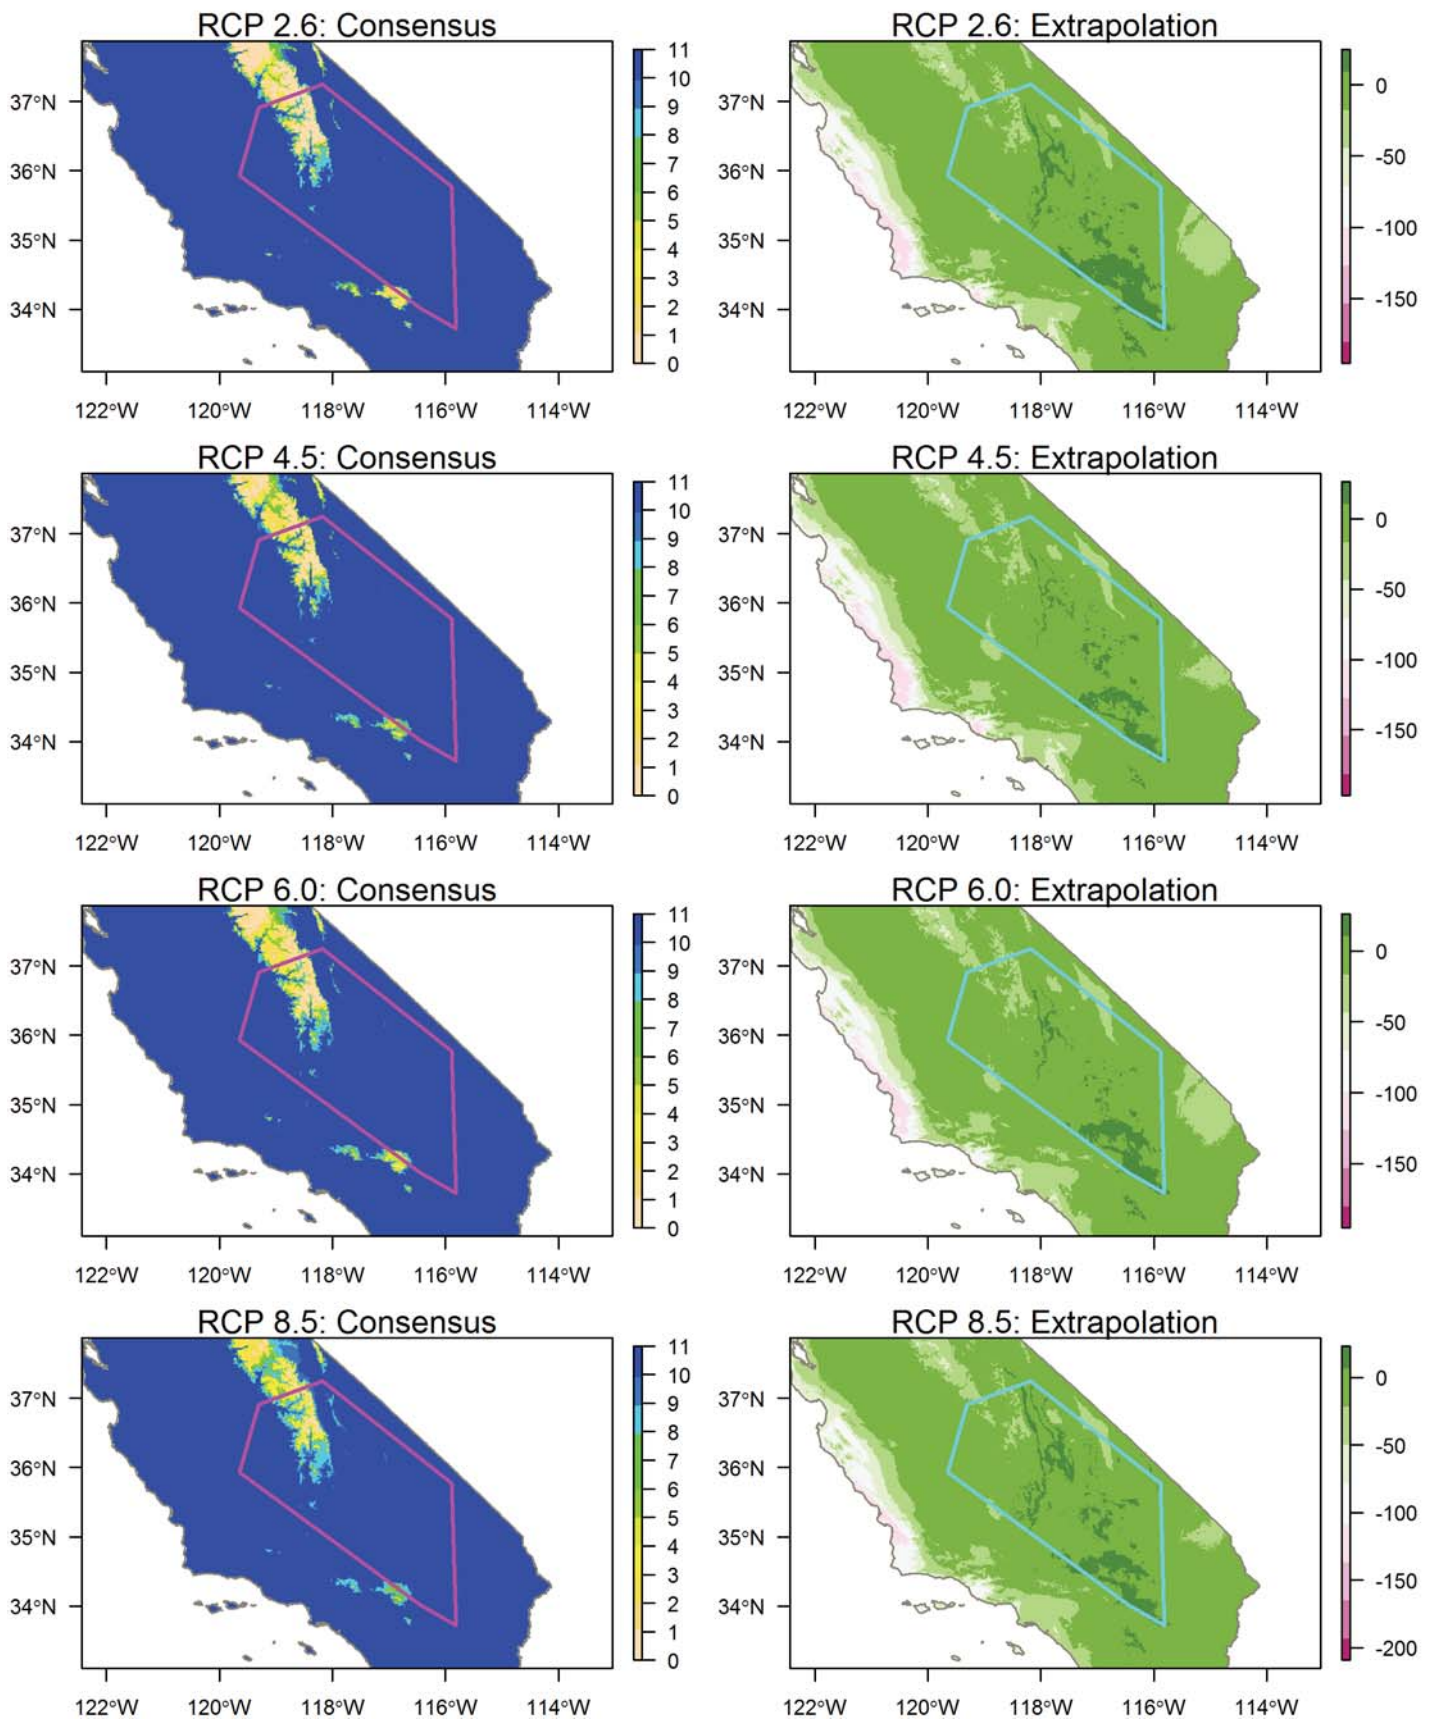 RCP 2.6: Consensus
37°N
36°N
35°N
34°N
122°W 120°W 118°W 116°W 114°W
11
10
9
8
7
6
5
4
3
2
1
0
RCP 2.6: Extrapolation
37°N
36°N
35°N
34°N
122°W 120°W 118°W 116°W 114°W
0
-50
-100
-150
RCP 4.5: Consensus
37°N
36°N
35°N
34°N
122°W 120°W 118°W 116°W 114°W
11
10
9
8
7
6
5
4
3
2
1
0
RCP 4.5: Extrapolation
37°N
36°N
35°N
34°N
122°W 120°W 118°W 116°W 114°W
0
-50
-100
-150
RCP 6.0: Consensus
37°N
36°N
35°N
34°N
122°W 120°W 118°W 116°W 114°W
11
10
9
8
7
6
5
4
3
2
1
0
RCP 6.0: Extrapolation
37°N
36°N
35°N
34°N
122°W 120°W 118°W 116°W 114°W
0
-50
-100
-150
RCP 8.5: Consensus
37°N
36°N
35°N
34°N
122°W 120°W 118°W 116°W 114°W
11
10
9
8
7
6
5
4
3
2
1
0
RCP 8.5: Extrapolation
37°N
36°N
35°N
34°N
122°W 120°W 118°W 116°W 114°W
0
-50
-100
-150
-200